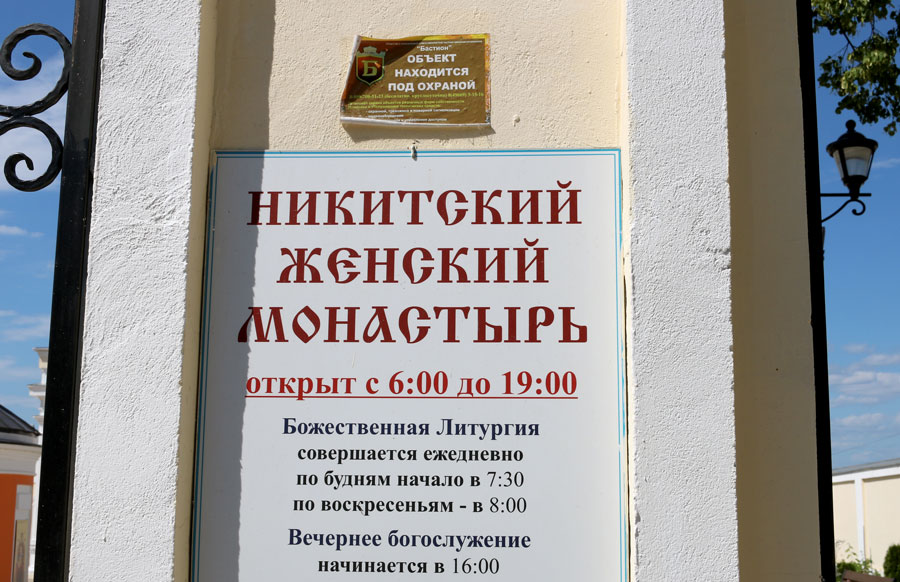 "Бастион"
ОБЪЕКТ
Б
НАХОДИТСЯ
ПОД ОХРАНОЙ
НИКИТСКИЙ
ЖЕНСКИЙ
МОНАСТЫРЬ
открыт с 6:00 до 19:00
Божественная Литургия
совершается ежедневно
по будням начало в 7:30
по воскресеньям - в 8:00
Вечернее богослужение
начинается в 16:00